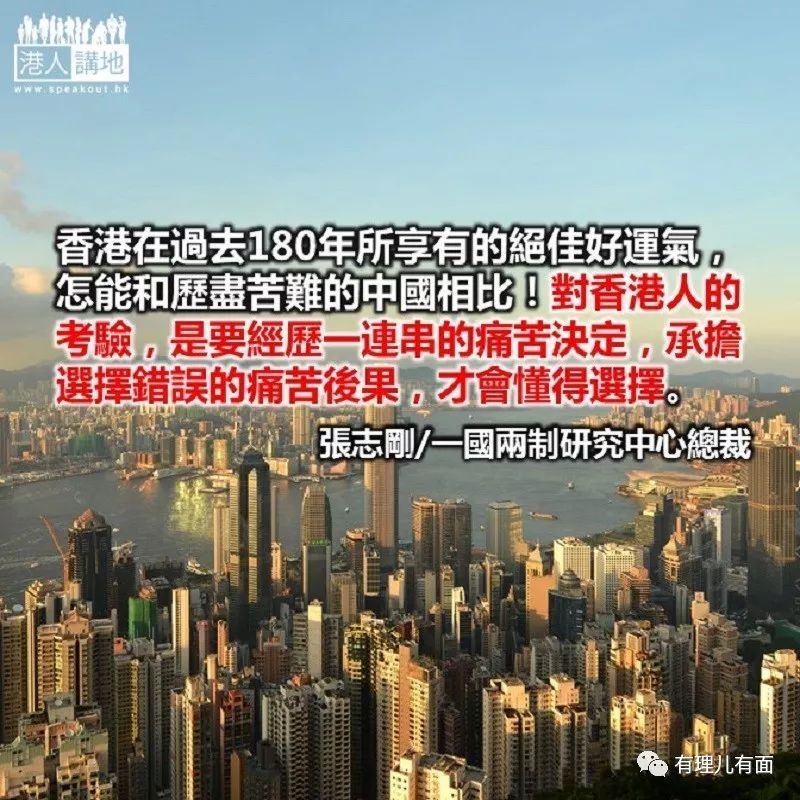 港人講地
www.speakout.hk
香港在過去180年所享有的絕佳好運氣，
怎能和歷盡苦難的中國相比！對香港人的
考驗，是要經歷一連串的痛苦決定，承擔
選擇錯誤的痛苦後果，才會懂得選擇。
張志剛/一國兩制研究中心總裁
有理儿有面